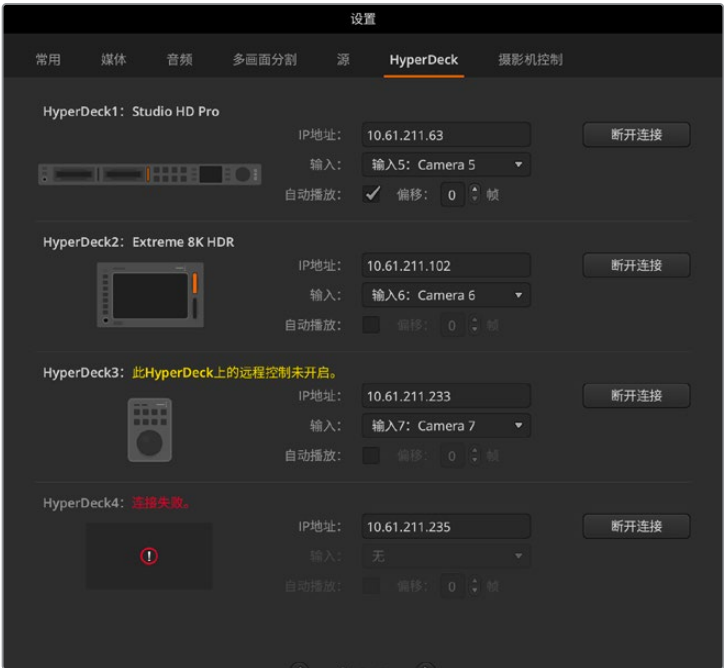 设置
常用 媒体 音频 多画面分割 源 HyperDeck 摄影机控制
HyperDeck1：Studio HD Pro
IP地址： 10.61.211.63 断开连接
输入： 输入5：Camera 5
自动播放： 偏移： 0 帧
HyperDeck2：Extreme 8K HDR
IP地址： 10.61.211.102 断开连接
输入： 输入6：Camera 6
自动播放： 偏移： 0 帧
HyperDeck3：此HyperDeck上的远程控制未开启。
IP地址： 10.61.211.233 断开连接
输入： 输入7：Camera 7
自动播放： 偏移： 0 帧
HyperDeck4：连接失败。
IP地址： 10.61.211.235 断开连接
输入： 无
自动播放： 偏移： 0 帧